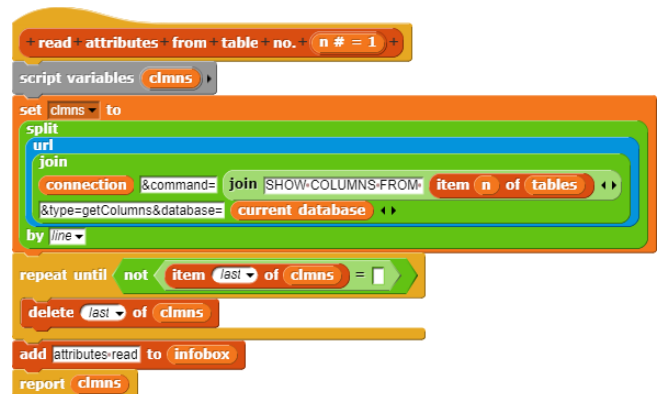 + read + attributes + from + table + no. + n # = 1 +
script variables clmns
set clmns to
split
url
join
connection &command= join SHOW·COLUMNS·FROM· item n of tables
&type=getColumns&database= current database
by line
repeat until not item last of clmns =
delete last of clmns
add attributes·read to infobox
report clmns